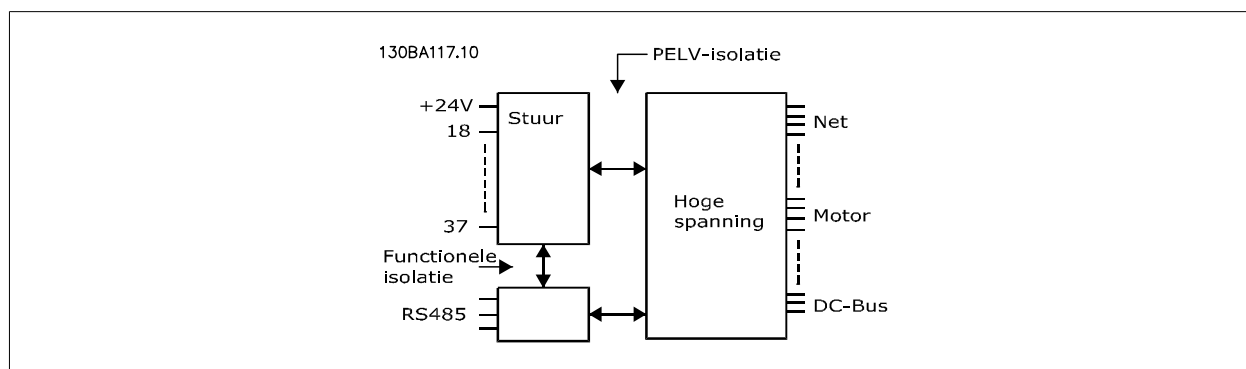 130BA117.10
PELV-isolatie
+24V
Stuur
18
Net
Hoge
spanning
Motor
37
Functionele
isolatie
RS485
DC-Bus